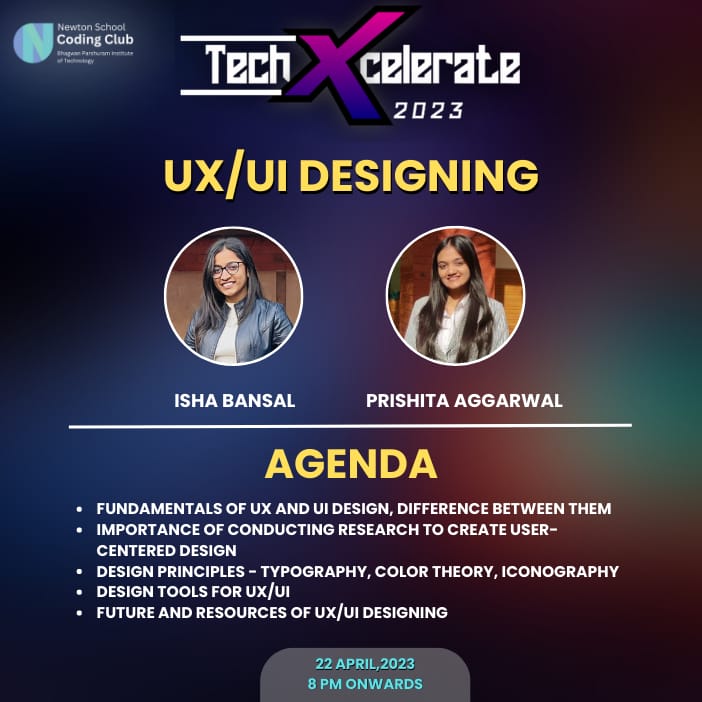 Newton School
Coding Club
Bhagwan Parshuram Institute
of Technology
TechXcelerate
2023
UX/UI DESIGNING
ISHA BANSAL
PRISHITA AGGARWAL
AGENDA
• FUNDAMENTALS OF UX AND UI DESIGN, DIFFERENCE BETWEEN THEM
• IMPORTANCE OF CONDUCTING RESEARCH TO CREATE USER-
CENTERED DESIGN
• DESIGN PRINCIPLES - TYPOGRAPHY, COLOR THEORY, ICONOGRAPHY
• DESIGN TOOLS FOR UX/UI
• FUTURE AND RESOURCES OF UX/UI DESIGNING
22 APRIL,2023
8 PM ONWARDS